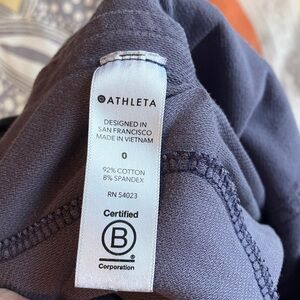 ATHLETA
DESIGNED IN
SAN FRANCISCO
MADE IN VIETNAM
0
92% COTTON
8% SPANDEX
RN 54023
Certified
B
Corporation